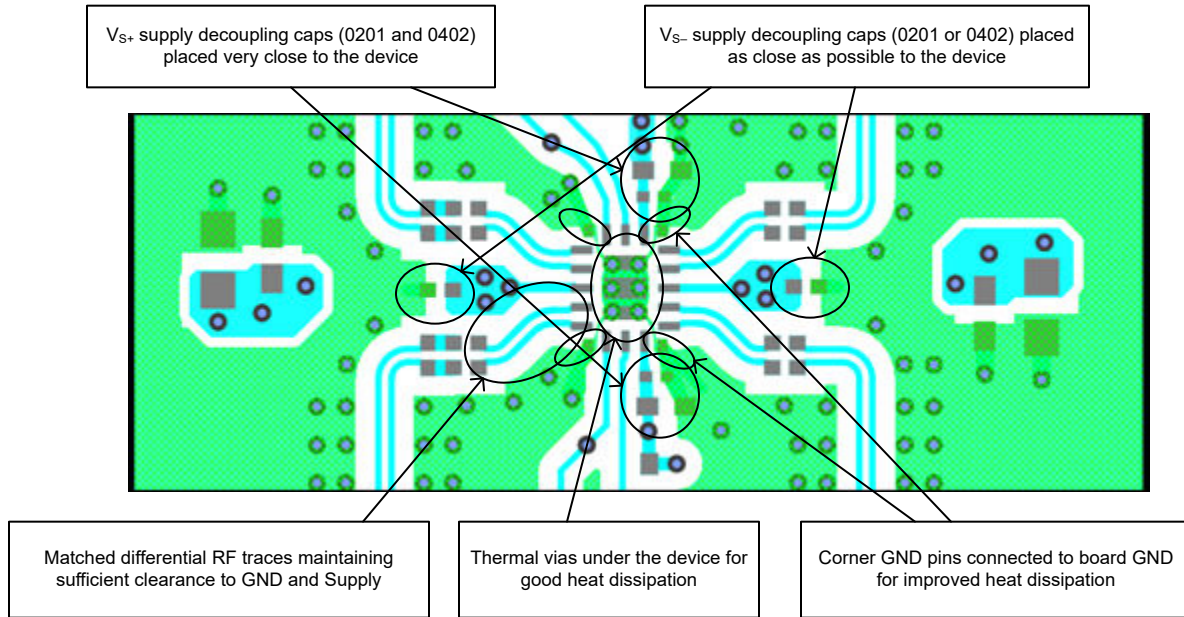 V_S+ supply decoupling caps (0201 and 0402)
placed very close to the device
V_S– supply decoupling caps (0201 or 0402) placed
as close as possible to the device
Matched differential RF traces maintaining
sufficient clearance to GND and Supply
Thermal vias under the device for
good heat dissipation
Corner GND pins connected to board GND
for improved heat dissipation